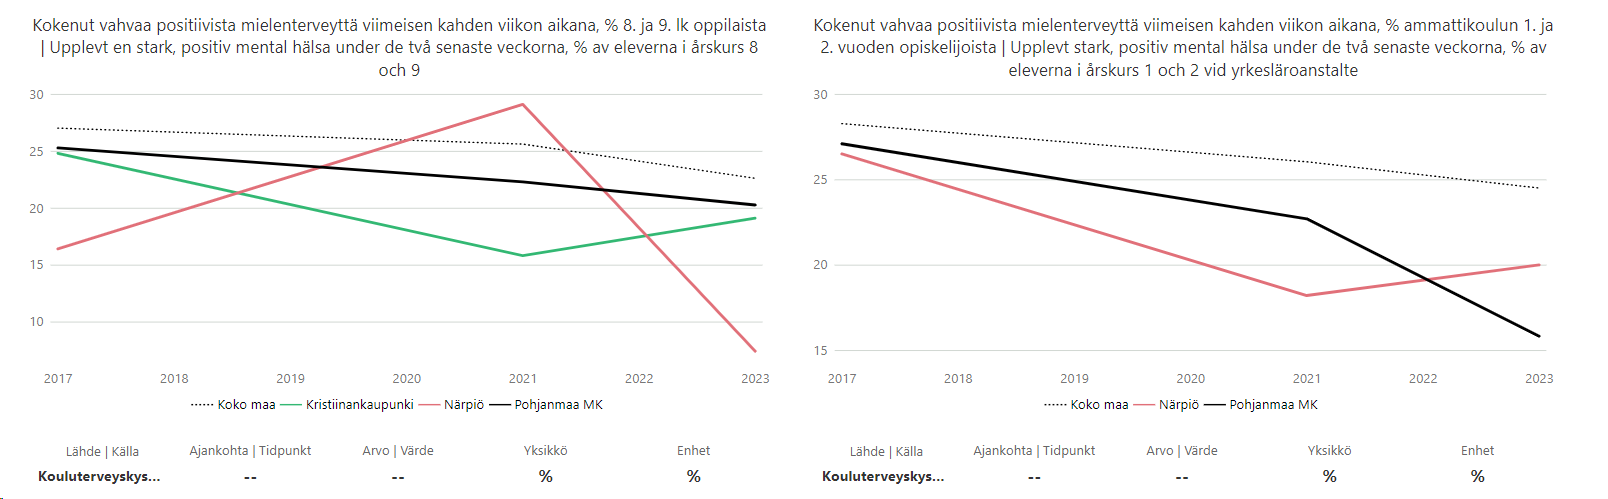 Kokenut vahvaa positiivista mielenterveyttä viimeisen kahden viikon aikana, % 8. ja 9. lk oppilaista
| Upplevt en stark, positiv mental hälsa under de två senaste veckorna, % av eleverna i årskurs 8
och 9
30
25
20
15
10
2017 2018 2019 2020 2021 2022 2023
Koko maa Kristiinankaupunki Närpiö Pohjanmaa MK
Lähde | Källa Ajankohta | Tidpunkt Arvo | Värde Yksikkö Enhet
Kouluterveyskys... -- -- % %
Kokenut vahvaa positiivista mielenterveyttä viimeisen kahden viikon aikana, % ammattikoulun 1. ja
2. vuoden opiskelijoista | Upplevt stark, positiv mental hälsa under de två senaste veckorna, % av
eleverna i årskurs 1 och 2 vid yrkesläroanstalte
30
25
20
15
2017 2018 2019 2020 2021 2022 2023
Koko maa Närpiö Pohjanmaa MK
Lähde | Källa Ajankohta | Tidpunkt Arvo | Värde Yksikkö Enhet
Kouluterveyskys... -- -- % %